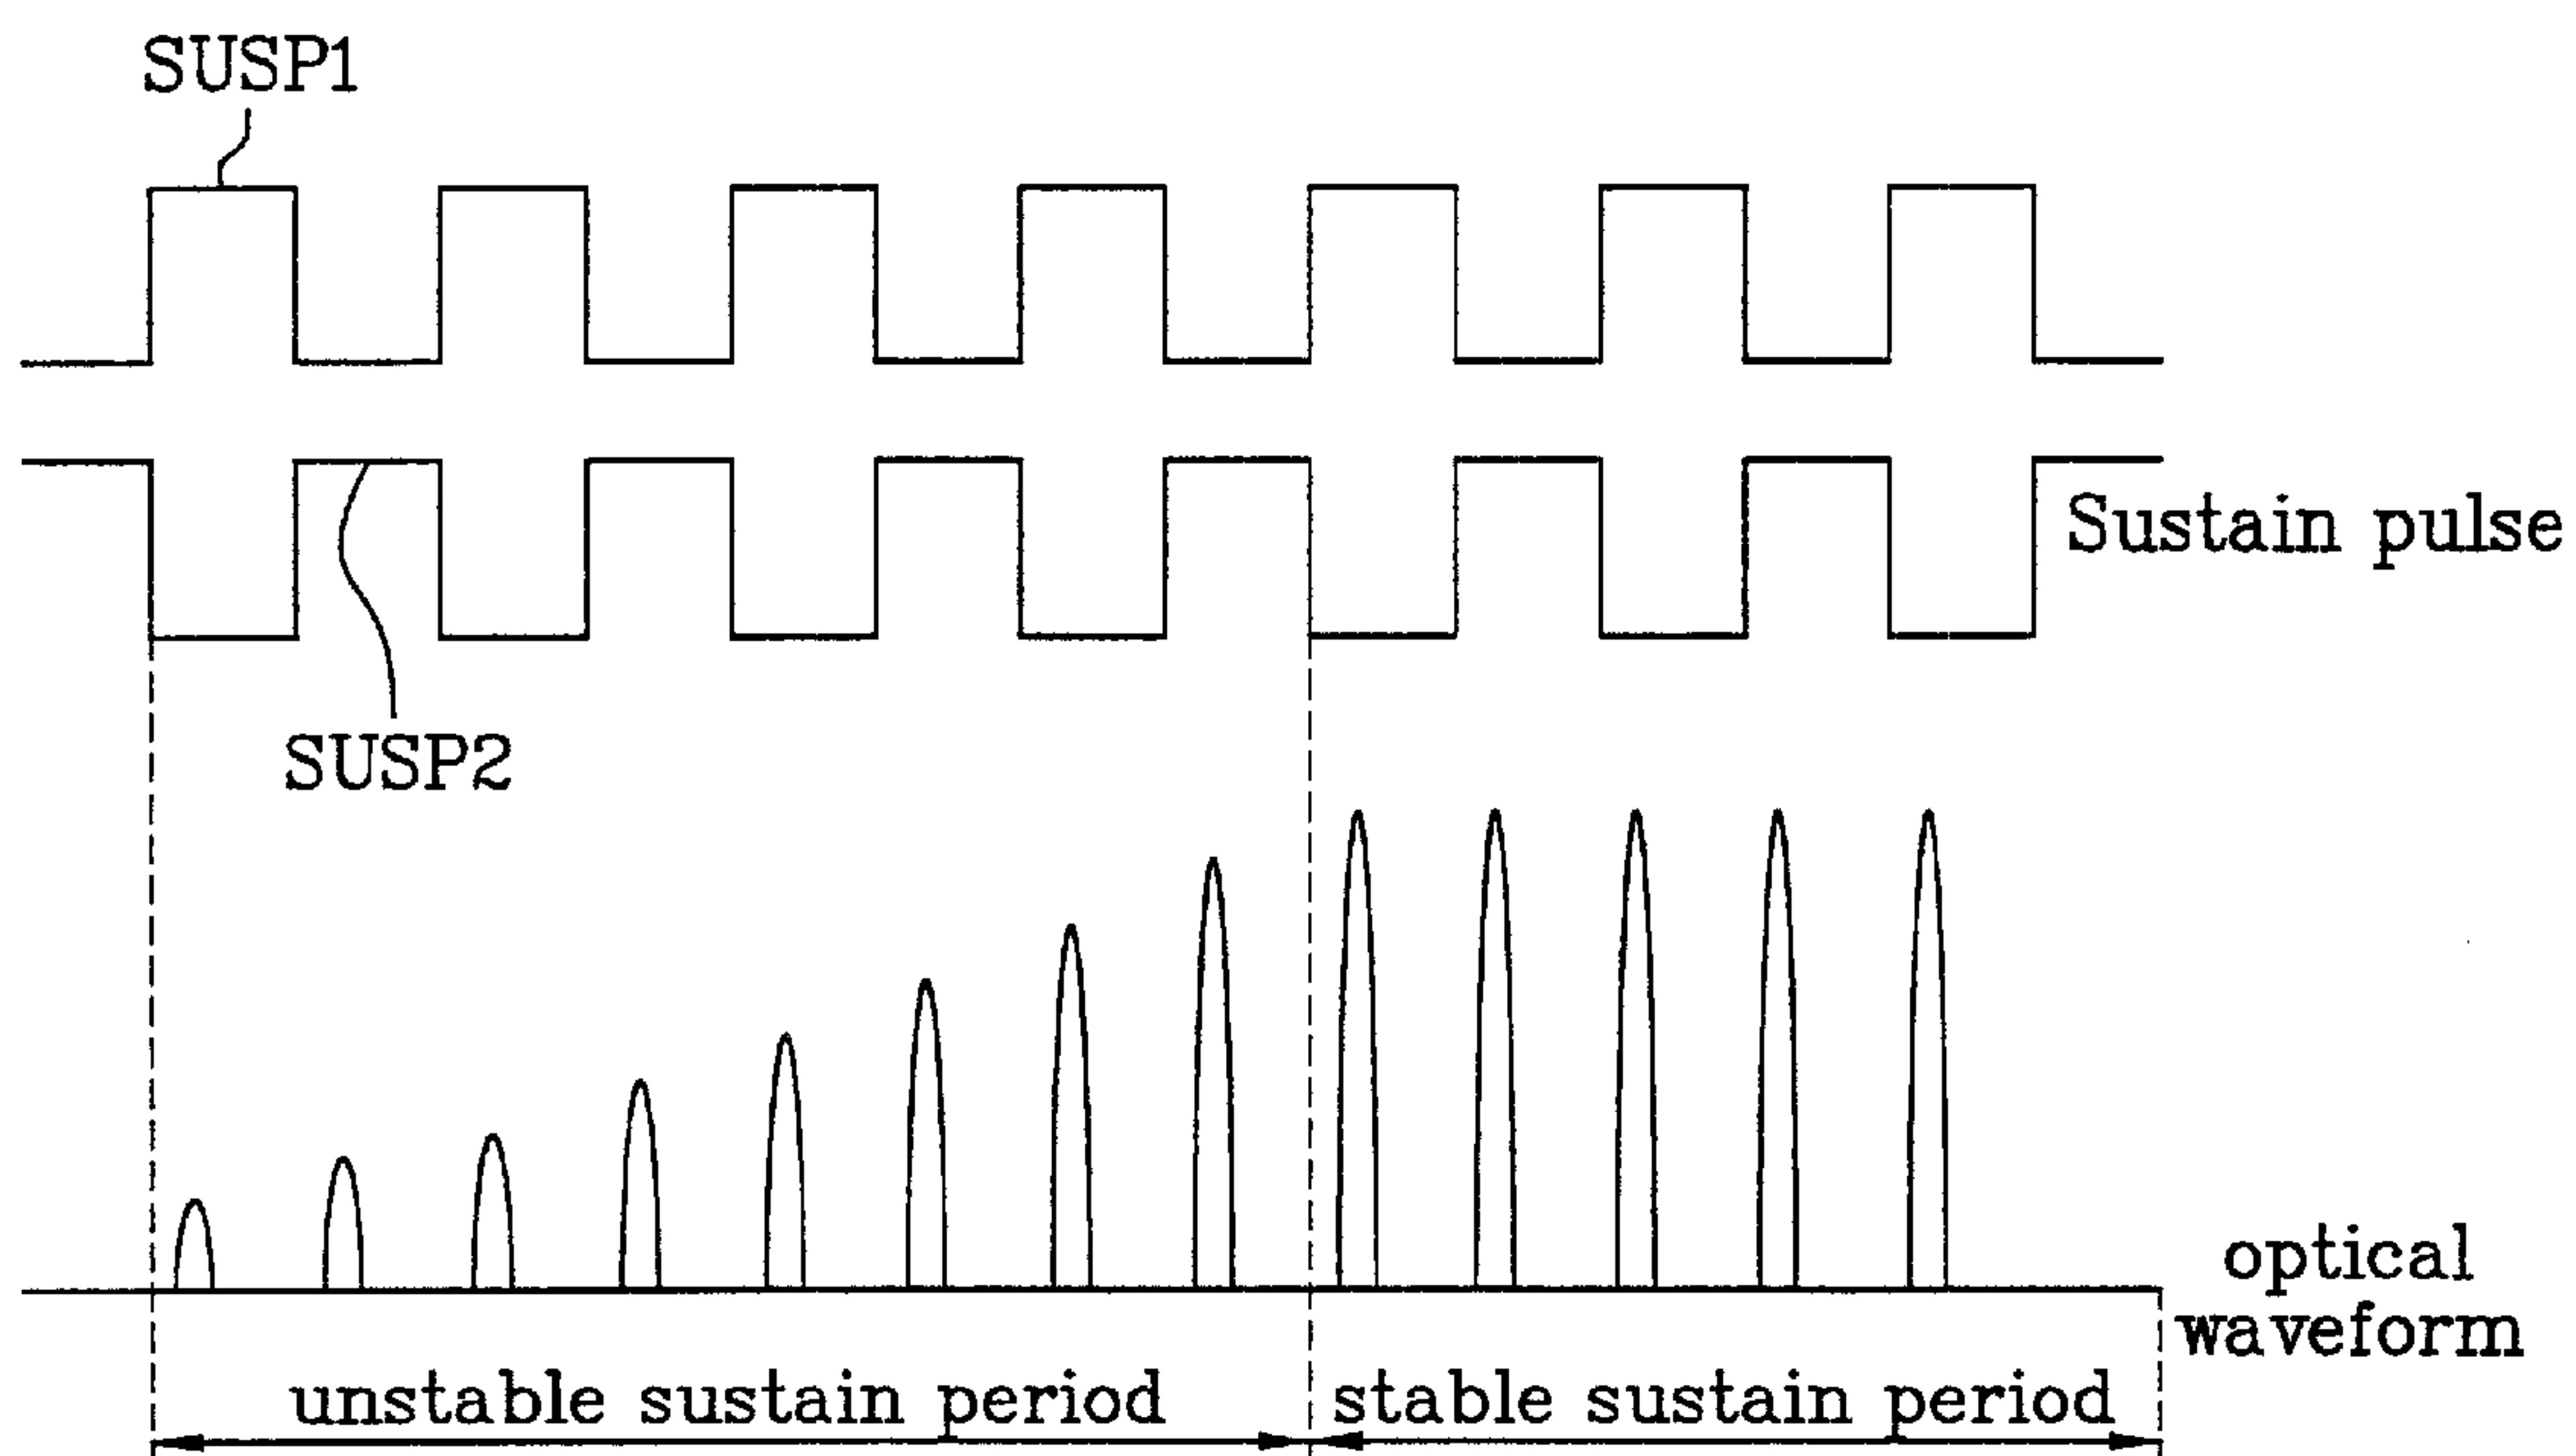 SUSP1
Sustain pulse
SUSP2
optical
waveform
unstable sustain period
stable sustain period